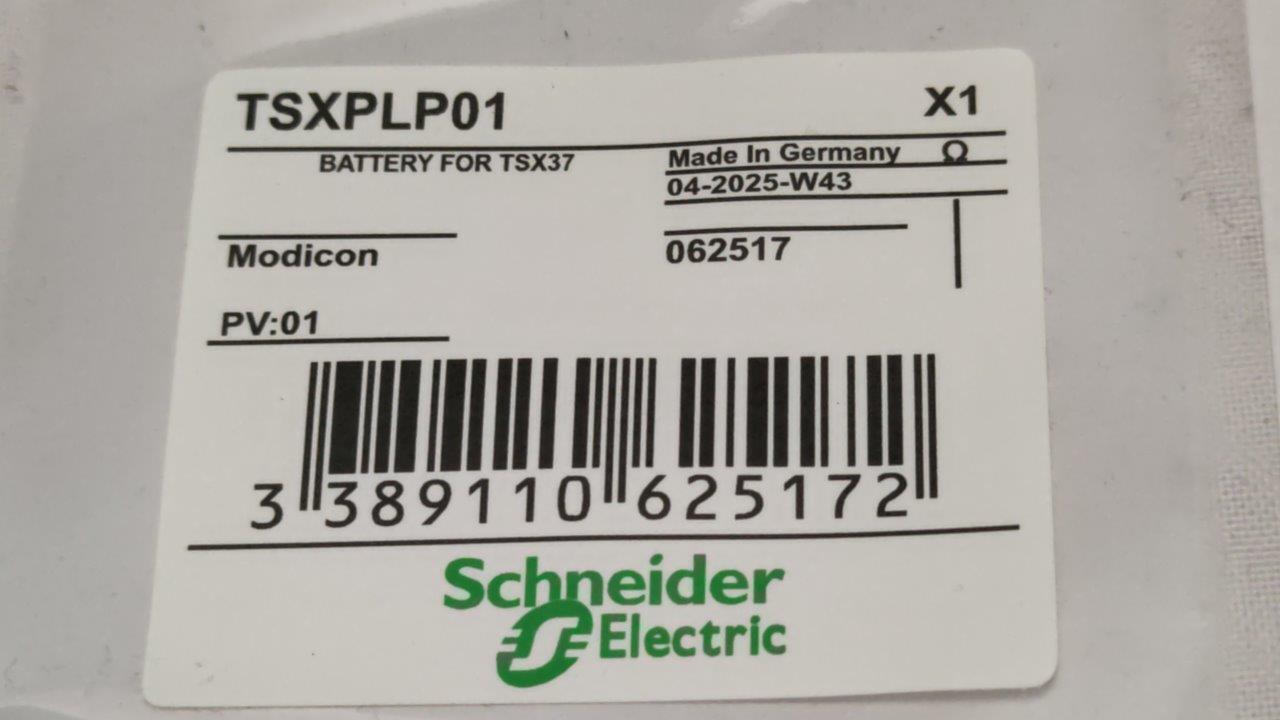 TSXPLP01 X1
BATTERY FOR TSX37
Made In Germany Ω
04-2025-W43
Modicon
062517
PV:01
3 389110 625172
Schneider
Electric